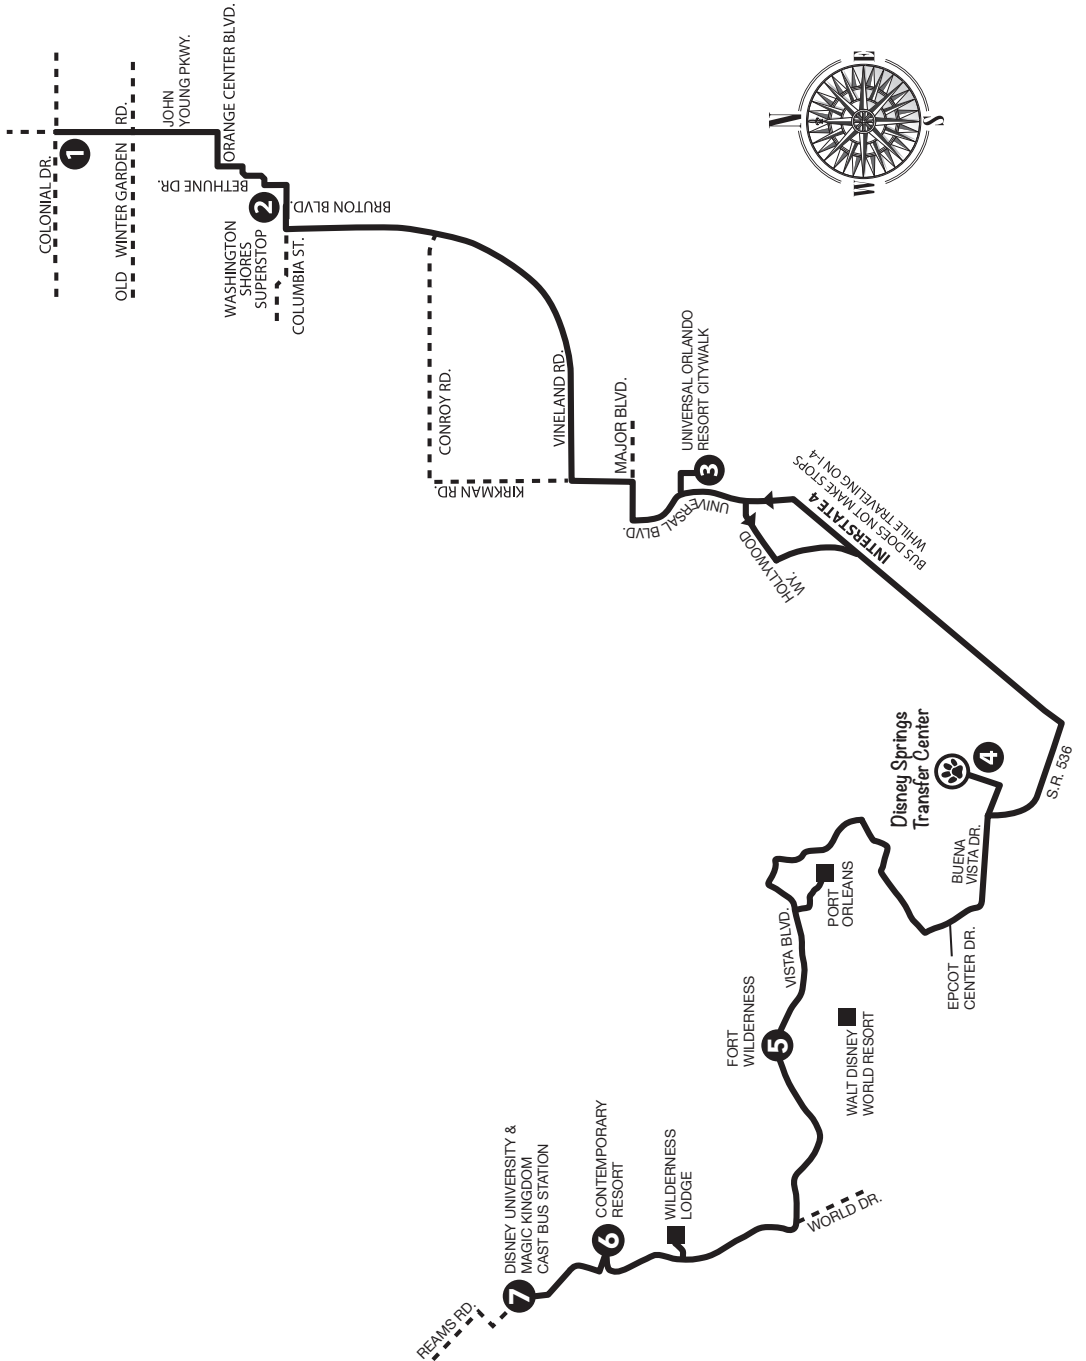 COLONIAL DR.
1
OLD WINTER GARDEN RD.
JOHN
YOUNG PKWY.
ORANGE CENTER BLVD.
BETHUNE DR.
2
WASHINGTON
SHORES
SUPERSTOP
COLUMBIA ST.
BRUTON BLVD.
CONROY RD.
KIRKMAN RD.
VINELAND RD.
MAJOR BLVD.
UNIVERSAL BLVD.
UNIVERSAL ORLANDO
RESORT CITYWALK
3
HOLLYWOOD
WY.
INTERSTATE 4
BUS DOES NOT MAKE STOPS
WHILE TRAVELING ON I-4
S.R. 536
Disney Springs
Transfer Center
4
BUENA
VISTA DR.
EPCOT
CENTER DR.
PORT
ORLEANS
VISTA BLVD.
FORT
WILDERNESS
5
WALT DISNEY
WORLD RESORT
WORLD DR.
WILDERNESS
LODGE
CONTEMPORARY
RESORT
6
DISNEY UNIVERSITY &
MAGIC KINGDOM
CAST BUS STATION
7
REAMS RD.
N
E
S
W